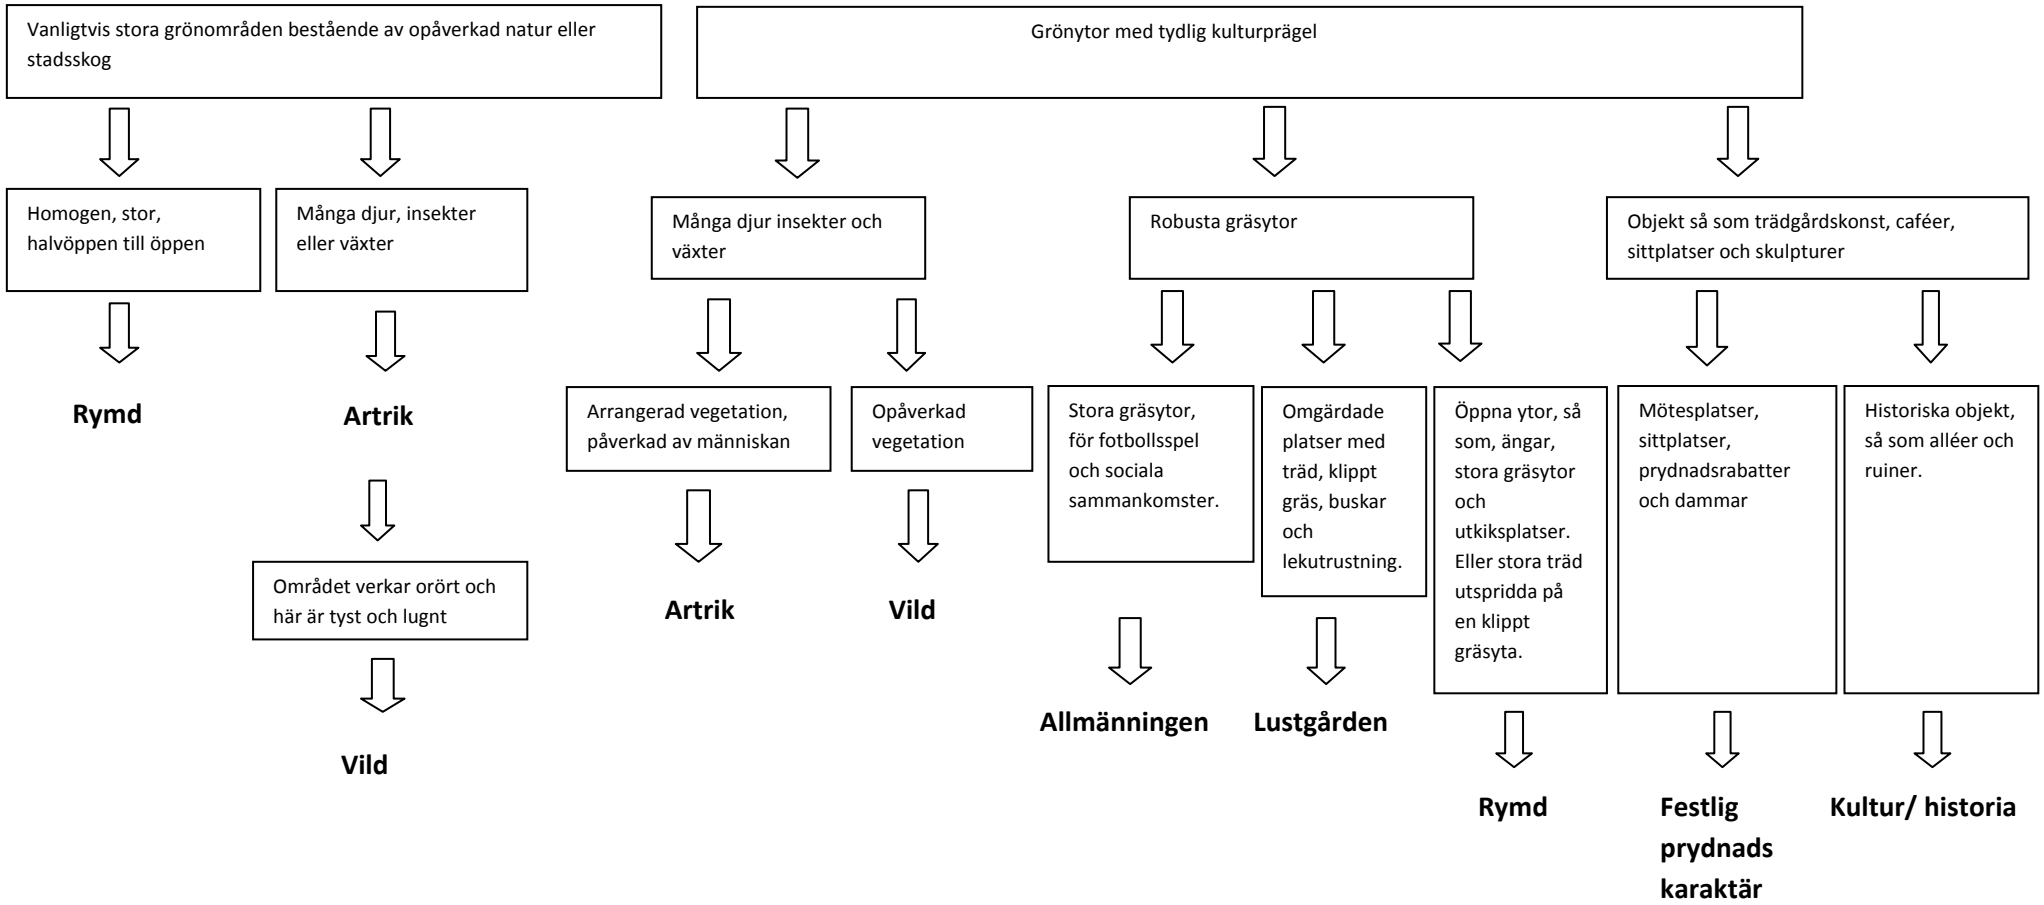 Vanligtvis stora grönområden bestående av opåverkad natur eller
stadsskog
Grönytor med tydlig kulturprägel
Homogen, stor,
halvöppen till öppen
Många djur, insekter
eller växter
Många djur insekter och
växter
Robusta gräsytor
Objekt så som trädgårdskonst, caféer,
sittplatser och skulpturer
Rymd
Artrik
Arrangerad vegetation,
påverkad av människan
Opåverkad
vegetation
Stora gräsytor,
för fotbollsspel
och sociala
sammankomster.
Omgärdade
platser med
träd, klippt
gräs, buskar
och
lekutrustning.
Öppna ytor, så
som, ängar,
stora gräsytor
och
utkiksplatser.
Eller stora träd
utspridda på
en klippt
gräsyta.
Mötesplatser,
sittplatser,
prydnadsrabatter
och dammar
Historiska objekt,
så som alléer och
ruiner.
Området verkar orört och
här är tyst och lugnt
Artrik
Vild
Vild
Allmänningen
Lustgården
Rymd
Festlig
prydnads
karaktär
Kultur/ historia